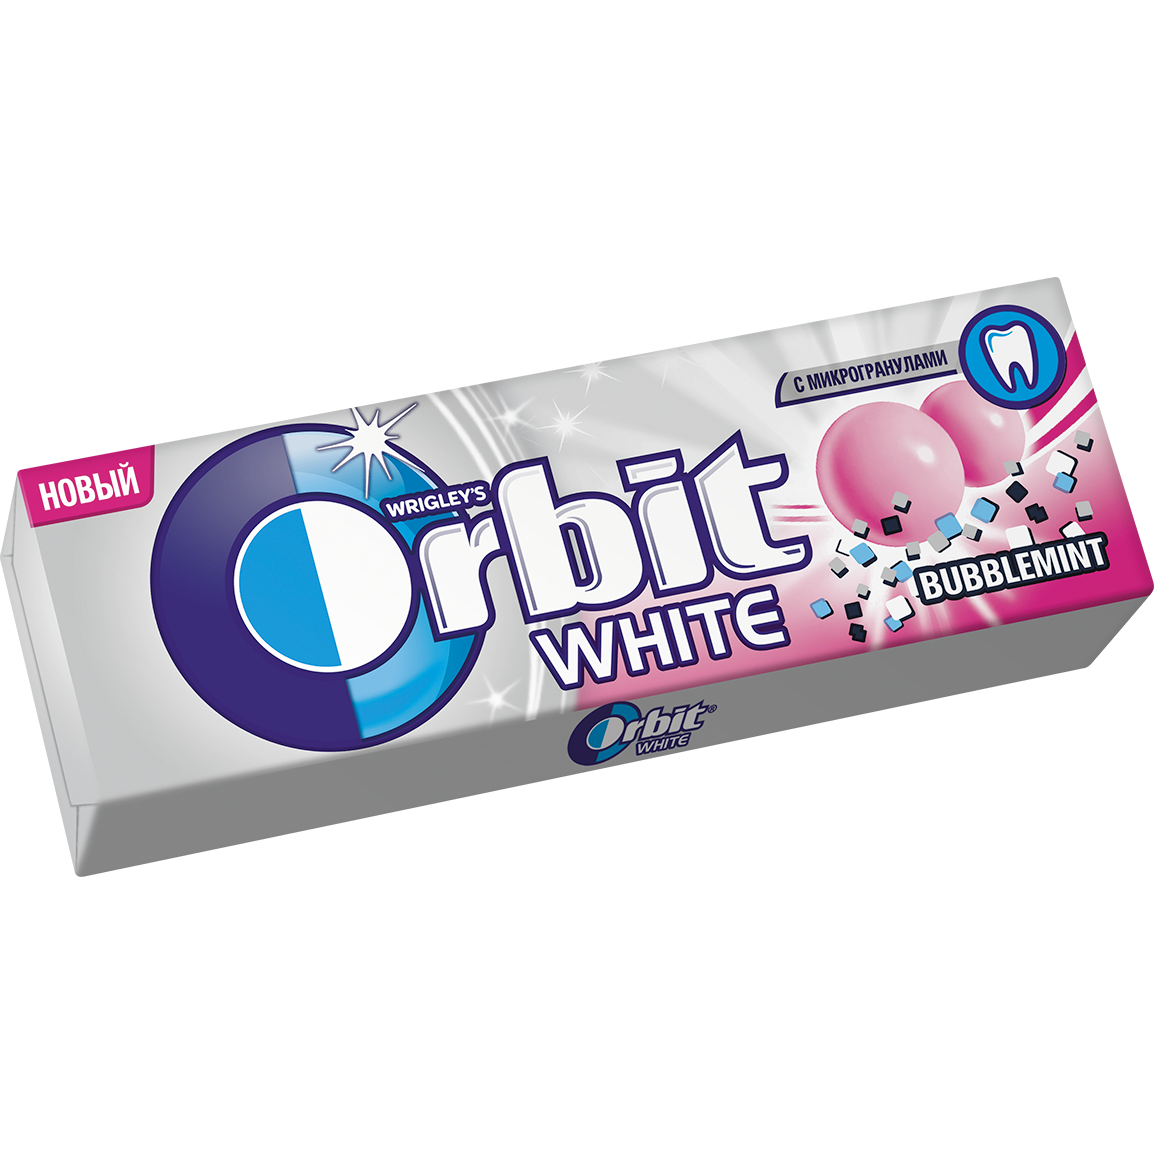 НОВЫЙ
WRIGLEY'S
Orbit
WHITE
С МИКРОГРАНУЛАМИ
BUBBLEMINT
Orbit®
WHITE